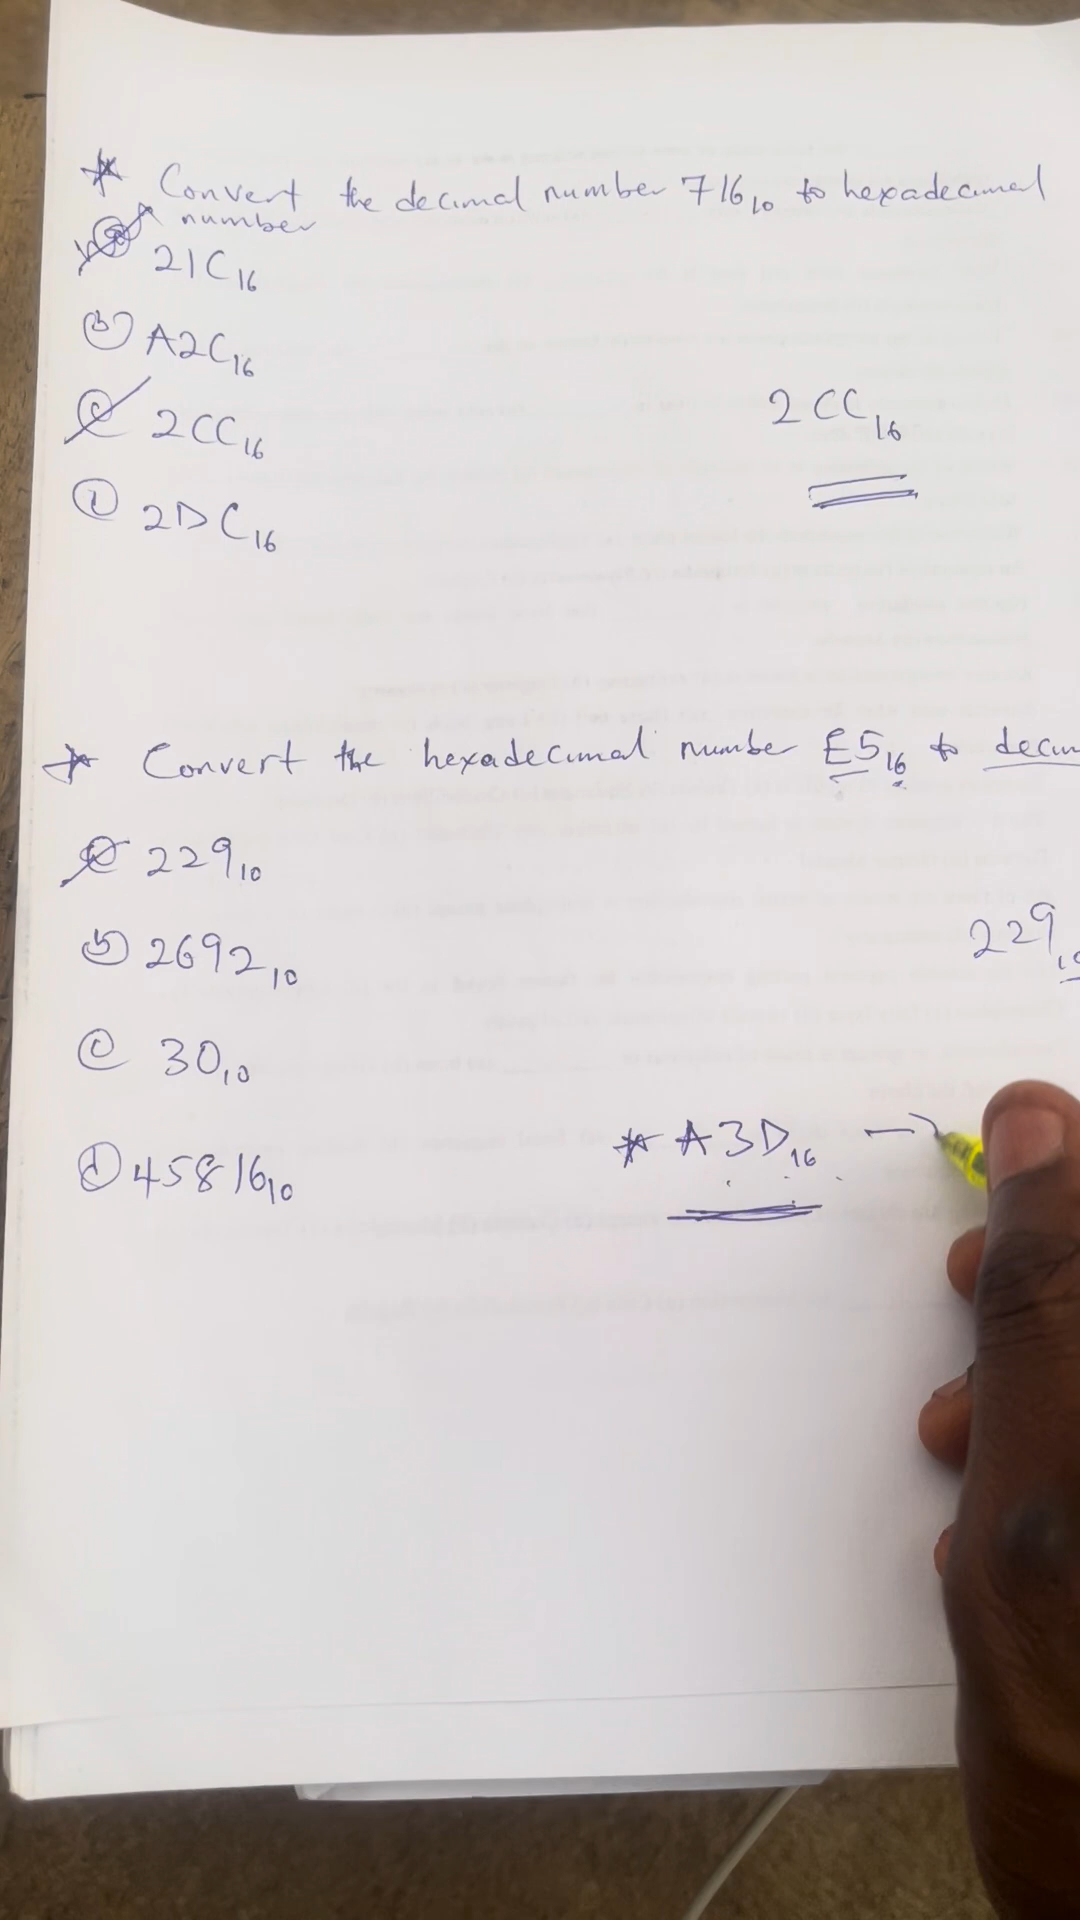 * Convert the decimal number 716₁₀ to hexadecimal
number
21C₁₆
(b) A2C₁₆
(c) 2CC₁₆
2CC₁₆
(d) 2DC₁₆
* Convert the hexadecimal number E5₁₆ to decim
229₁₀
(b) 2692₁₀
229₁₀
(c) 30₁₀
* A3D₁₆ →
(d) 45816₁₀